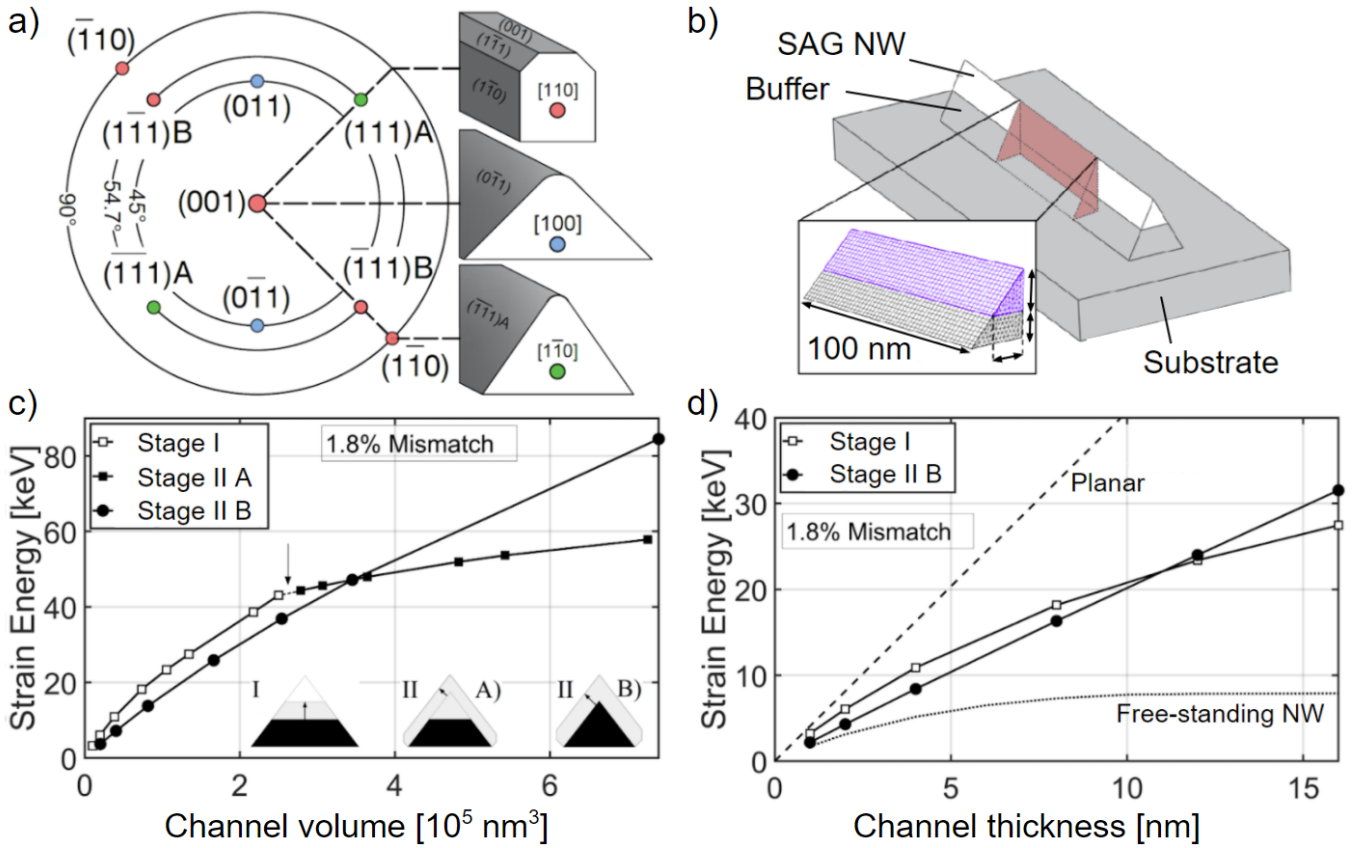 a)
(1̅10)
(11̅1)B
(011)
(111)A
(001)
90°
54.7°
45°
(1̅1̅1)A
(01̅1)
(1̅11)B
(11̅0)
(001)
(11̅1)
(11̅0)
[110]
(01̅1)
[100]
(1̅1̅1)A
[11̅0]
b)
SAG NW
Buffer
100 nm
Substrate
c)
Stage I
Stage II A
Stage II B
1.8% Mismatch
Strain Energy [keV]
80
60
40
20
0
I
II
A)
II
B)
0
2
4
6
Channel volume [10⁵ nm³]
d)
Stage I
Stage II B
1.8% Mismatch
Planar
Free-standing NW
Strain Energy [keV]
40
30
20
10
0
0
5
10
15
Channel thickness [nm]